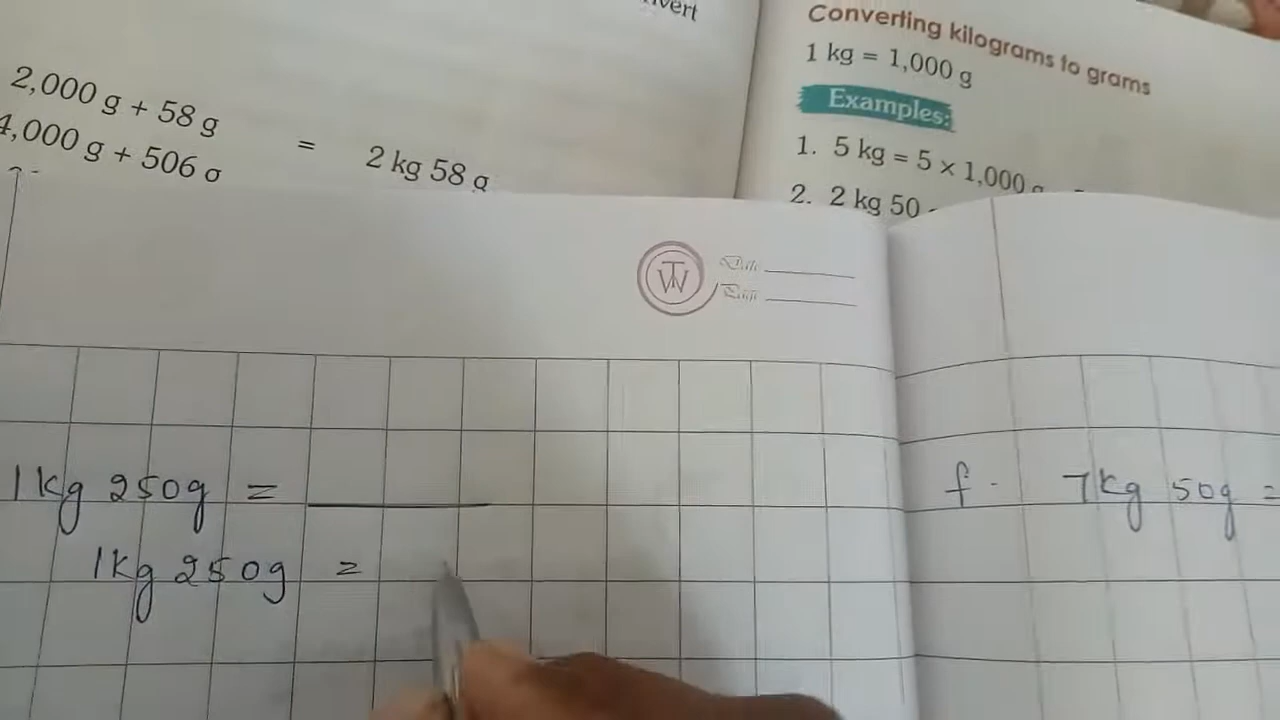 2,000 g + 58 g = 2 kg 58 g
4,000 g + 506 g
Converting kilograms to grams
1 kg = 1,000 g
Examples:
1. 5 kg = 5 × 1,000 g
2. 2 kg 50
Date
Page
1kg 250g =
1kg 250g =
f. 7kg 50g =